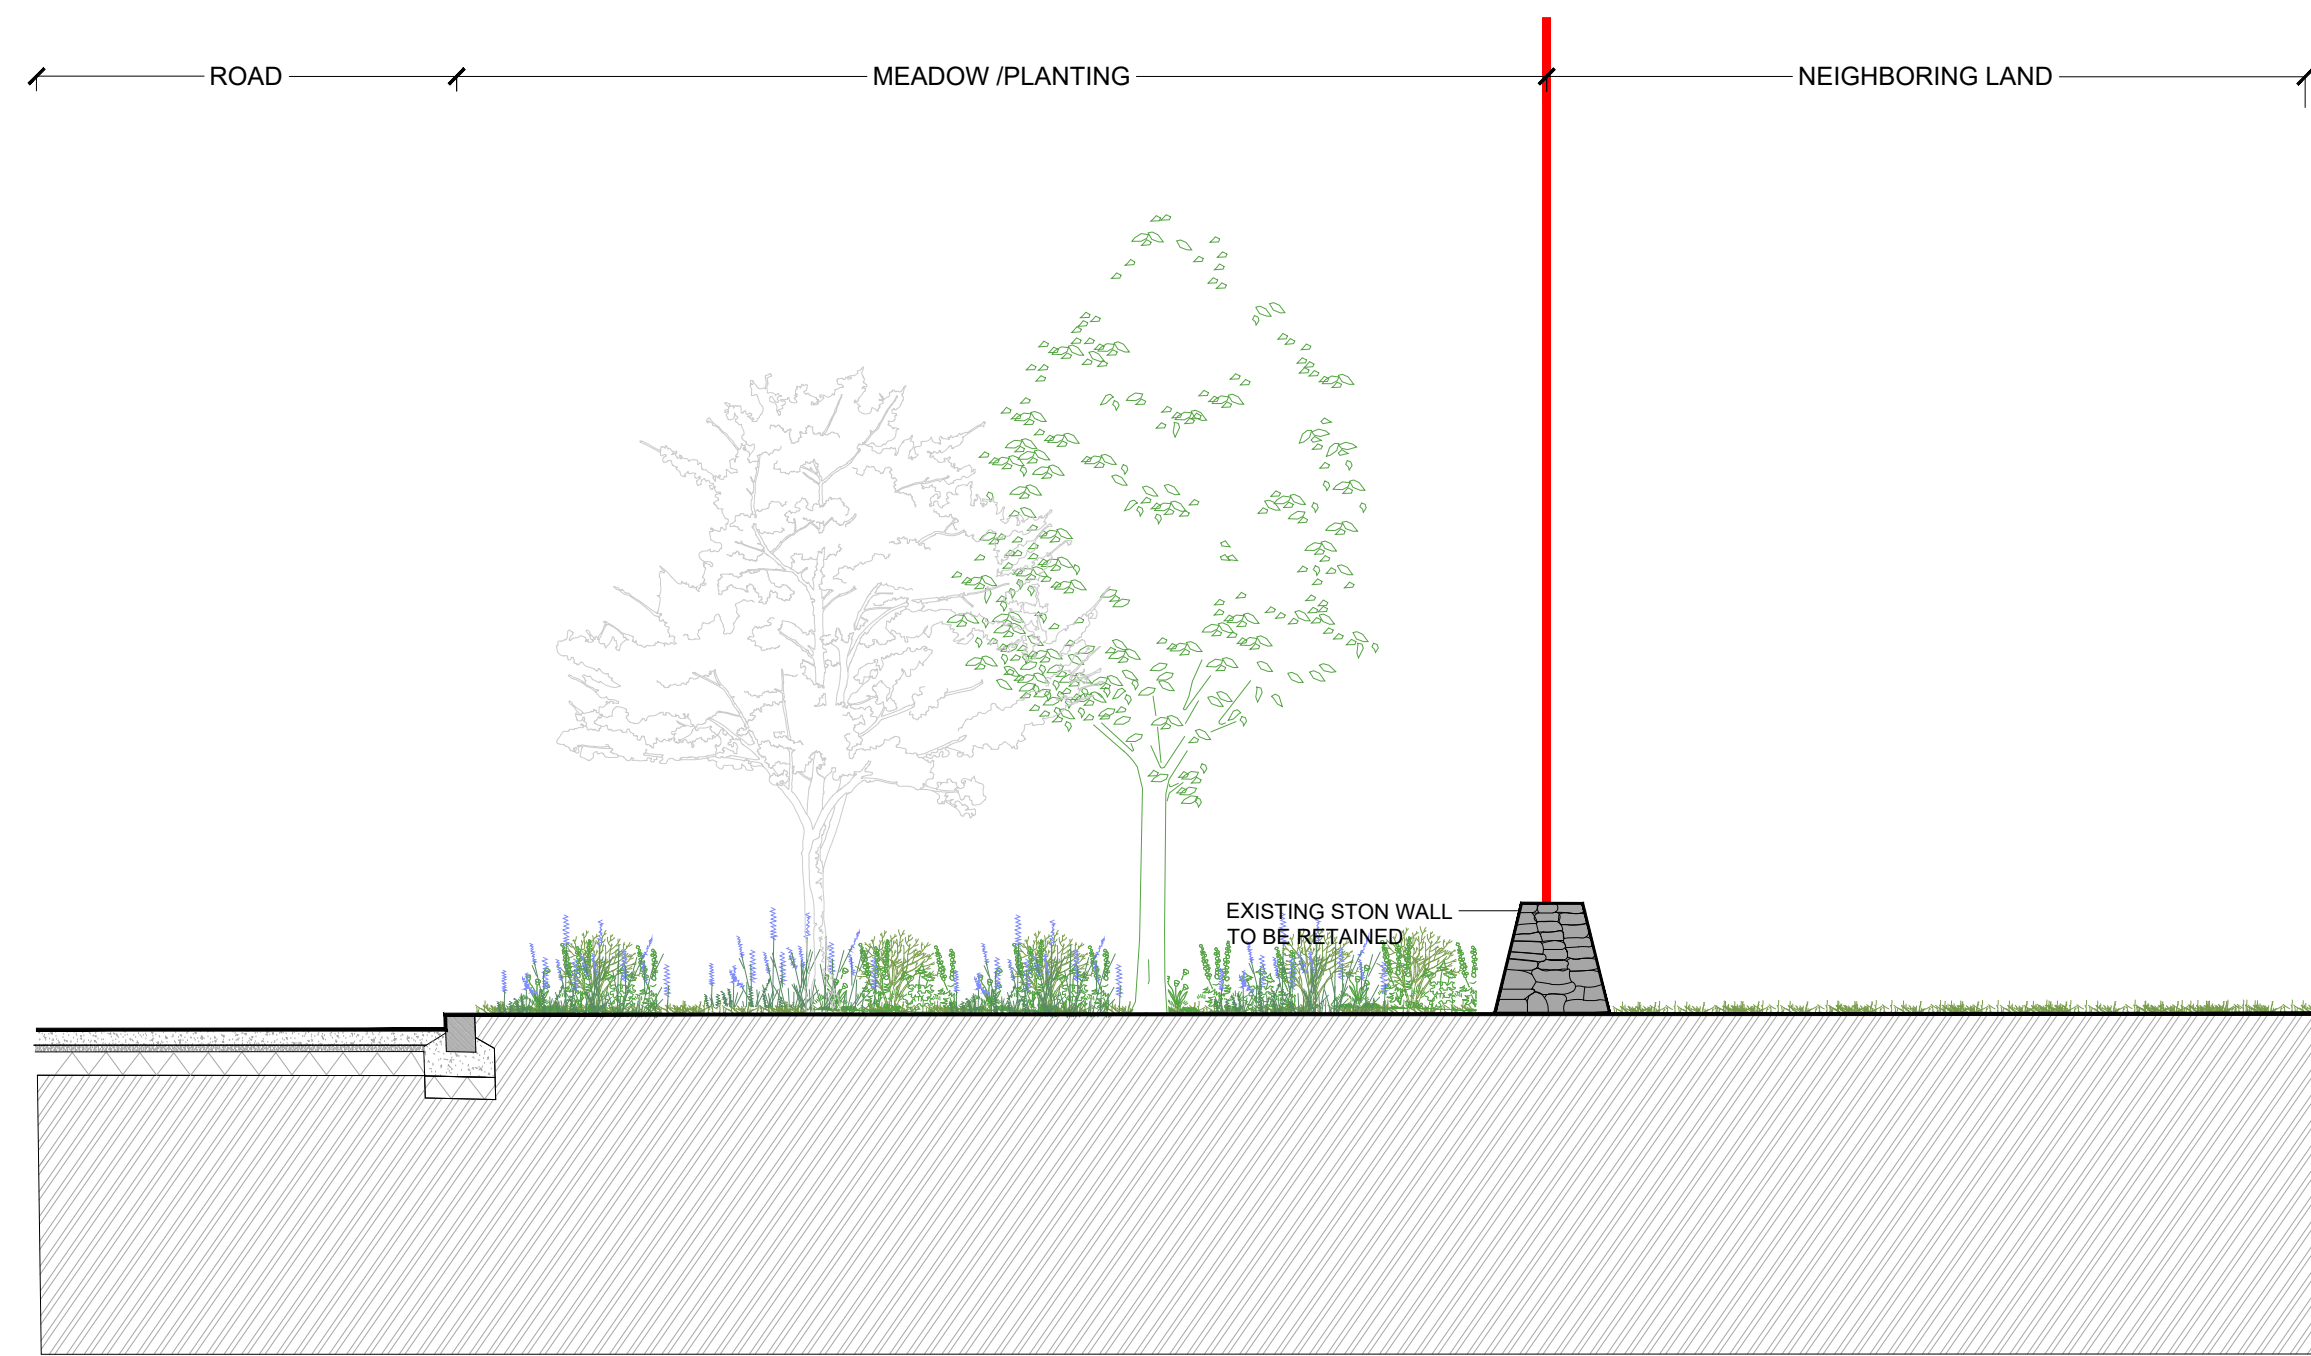 ROAD
MEADOW /PLANTING
NEIGHBORING LAND
EXISTING STON WALL
TO BE RETAINED